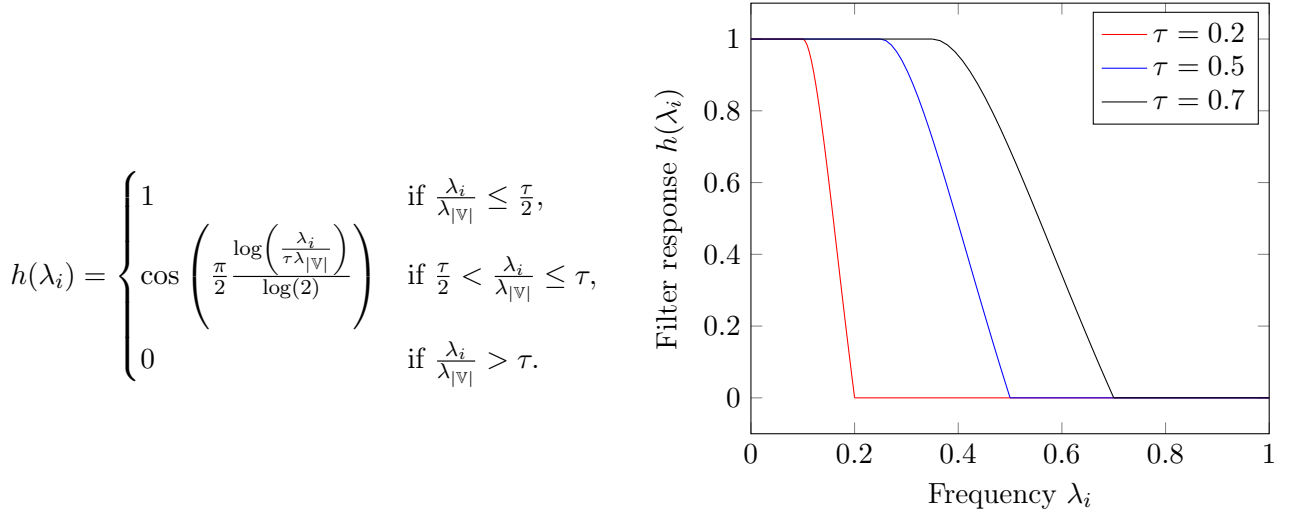 h(λ_i) = { 1 if λ_i/λ_|𝕍| ≤ τ/2,
cos( π/2 log( λ_i/τλ_|𝕍| )/log(2) ) if τ/2 < λ_i/λ_|𝕍| ≤ τ,
0 if λ_i/λ_|𝕍| > τ.
τ = 0.2
τ = 0.5
τ = 0.7
1
0.8
0.6
0.4
0.2
0
Filter response h(λ_i)
0 0.2 0.4 0.6 0.8 1
Frequency λ_i